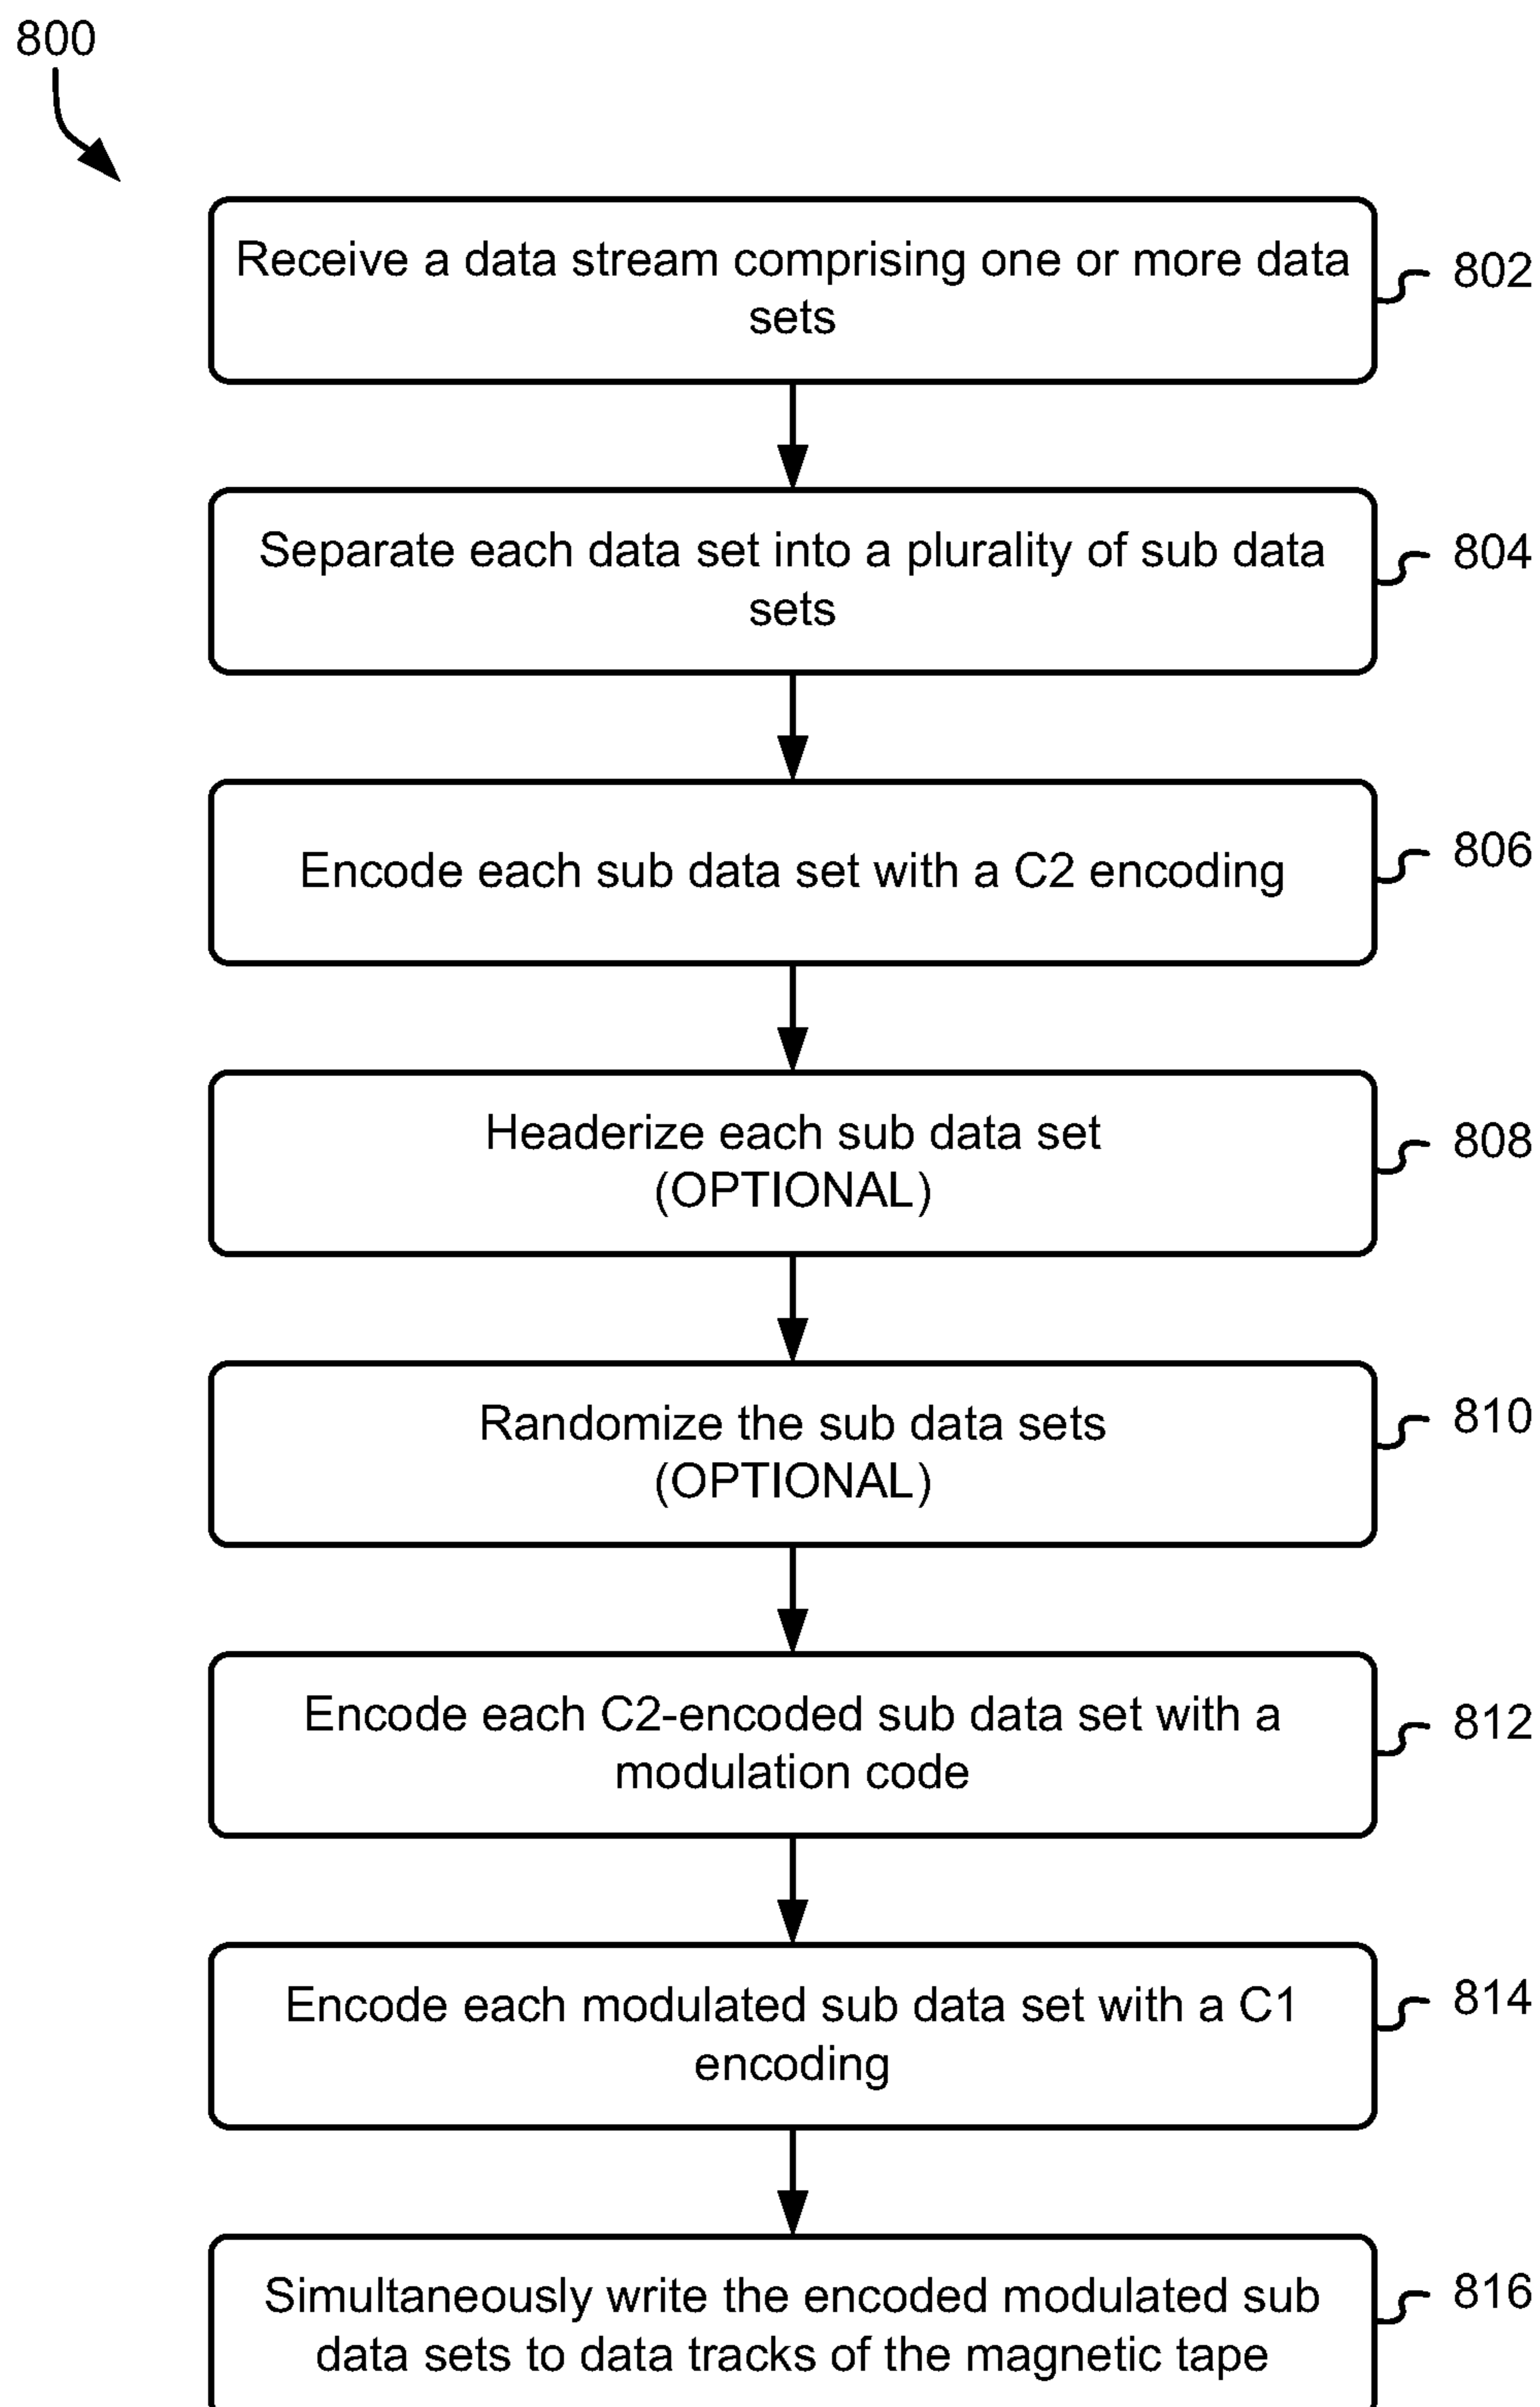 800
Receive a data stream comprising one or more data
sets
802
Separate each data set into a plurality of sub data
sets
804
Encode each sub data set with a C2 encoding
806
Headerize each sub data set
(OPTIONAL)
808
Randomize the sub data sets
(OPTIONAL)
810
Encode each C2-encoded sub data set with a
modulation code
812
Encode each modulated sub data set with a C1
encoding
814
Simultaneously write the encoded modulated sub
data sets to data tracks of the magnetic tape
816